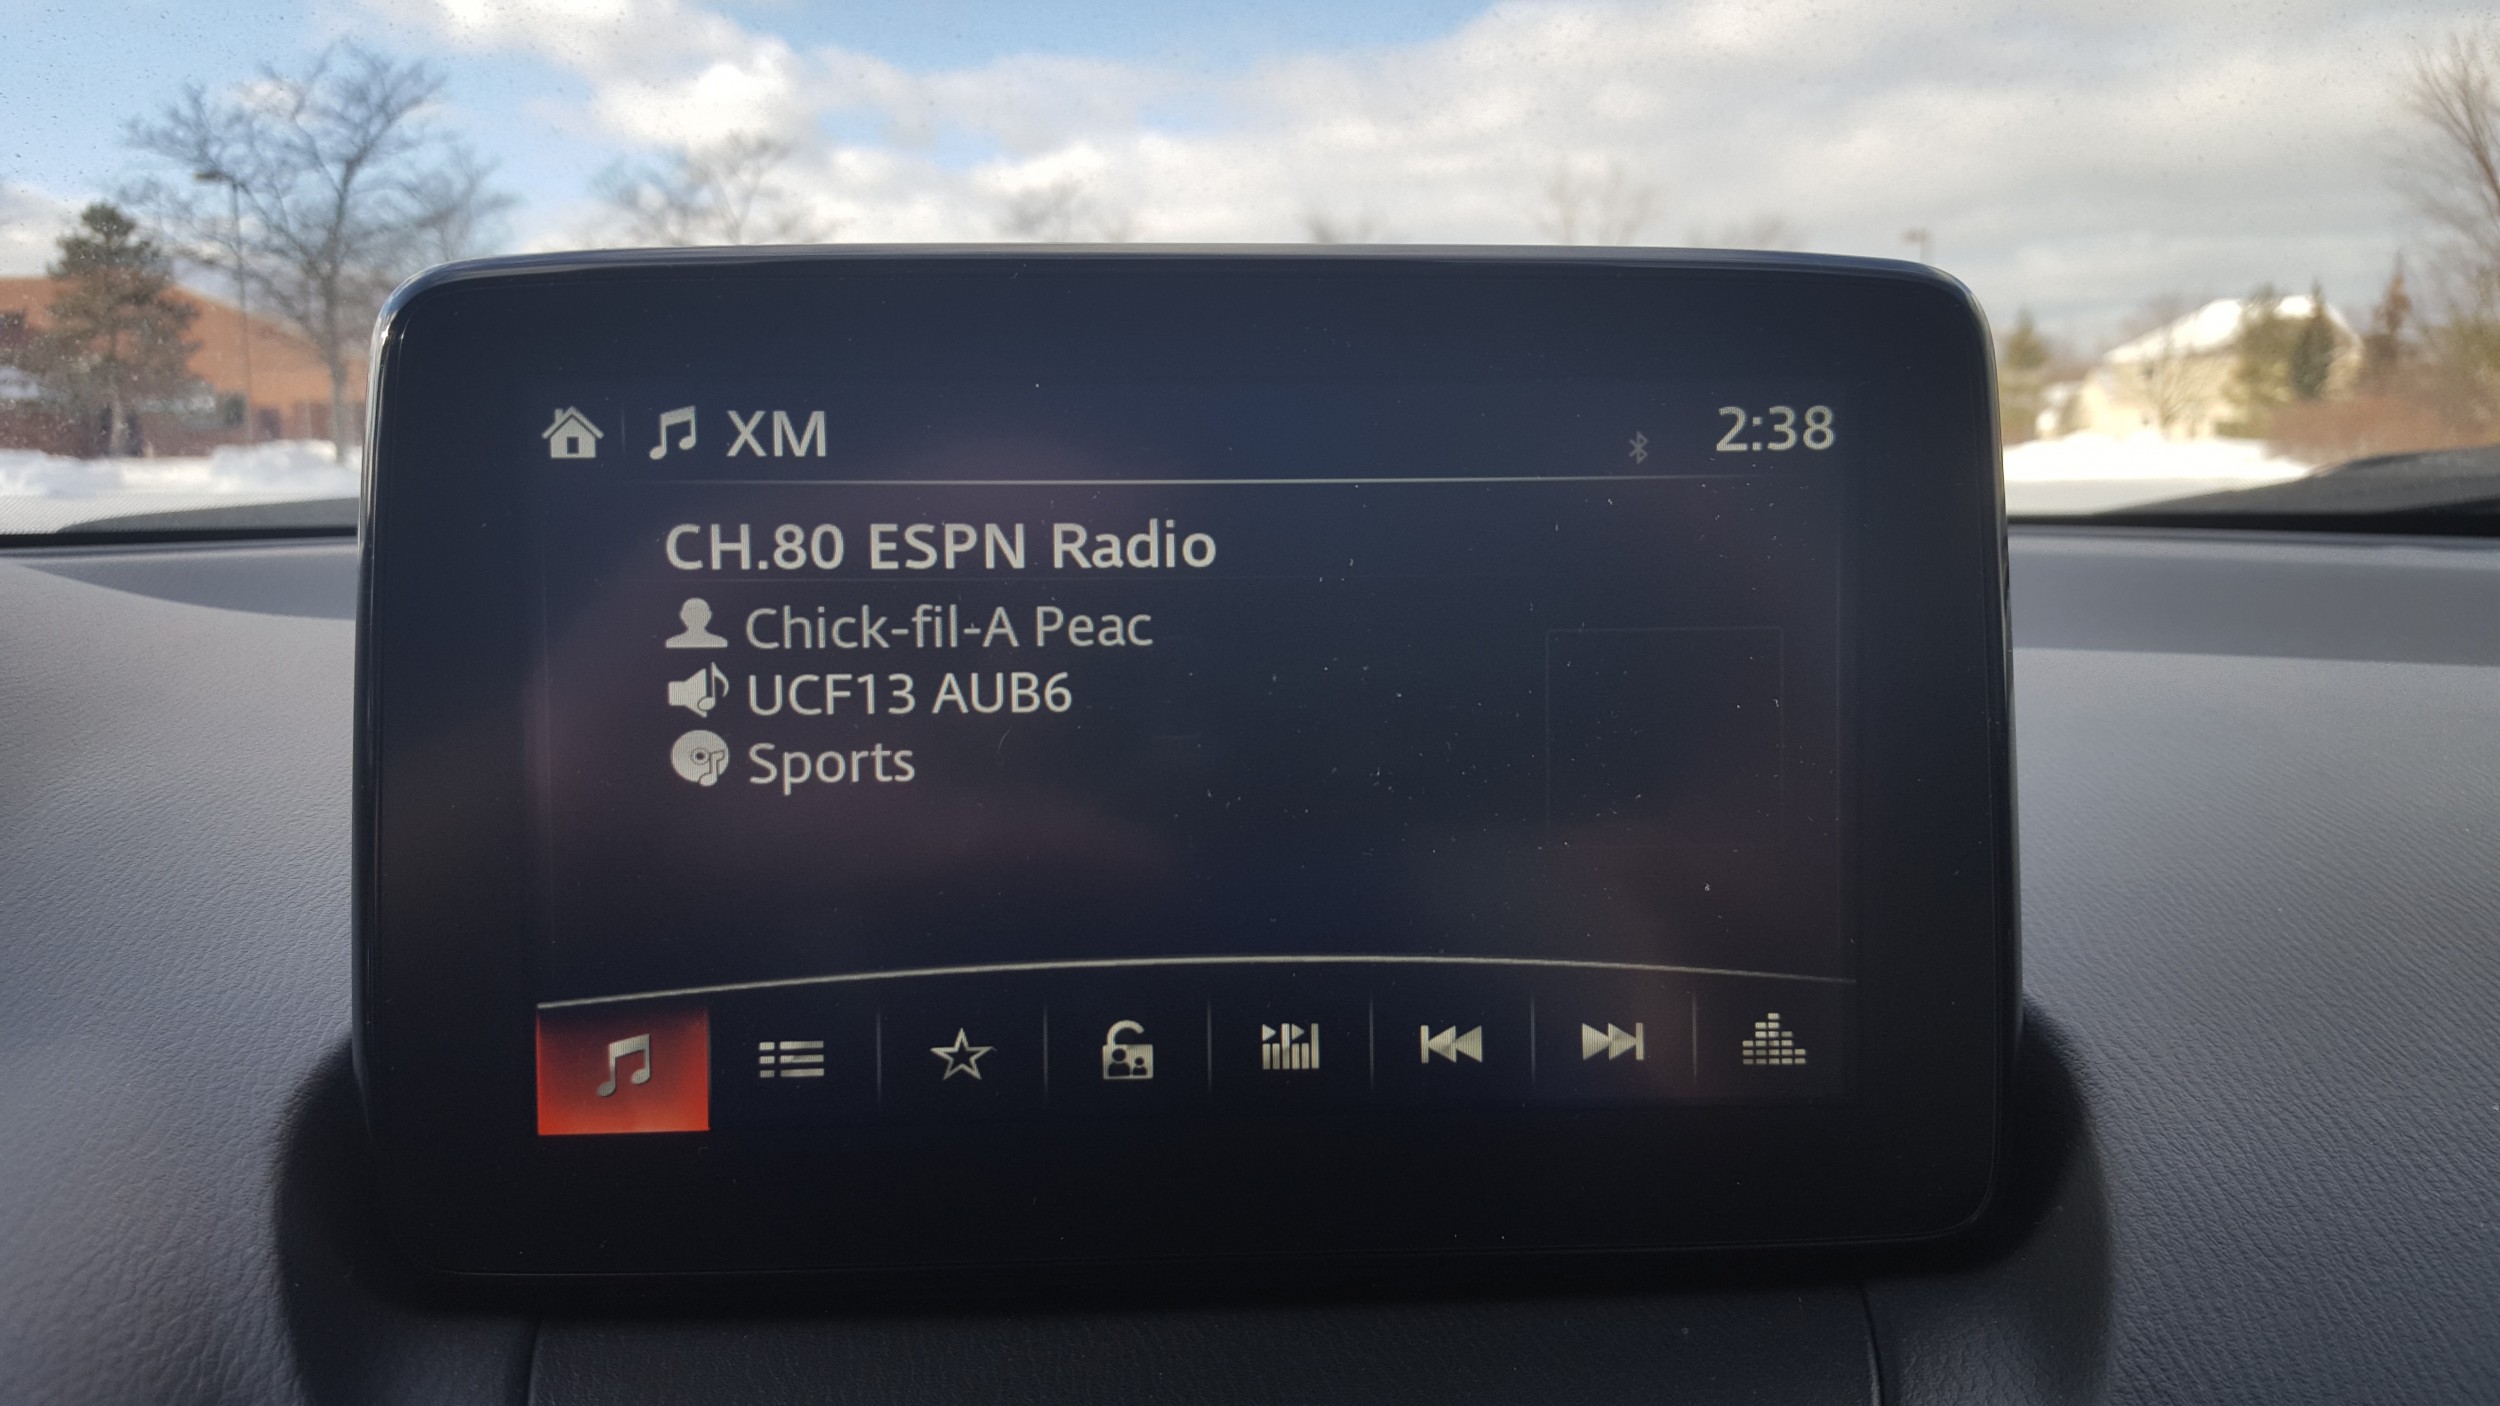 XM
2:38
CH.80 ESPN Radio
Chick-fil-A Peac
UCF13 AUB6
Sports